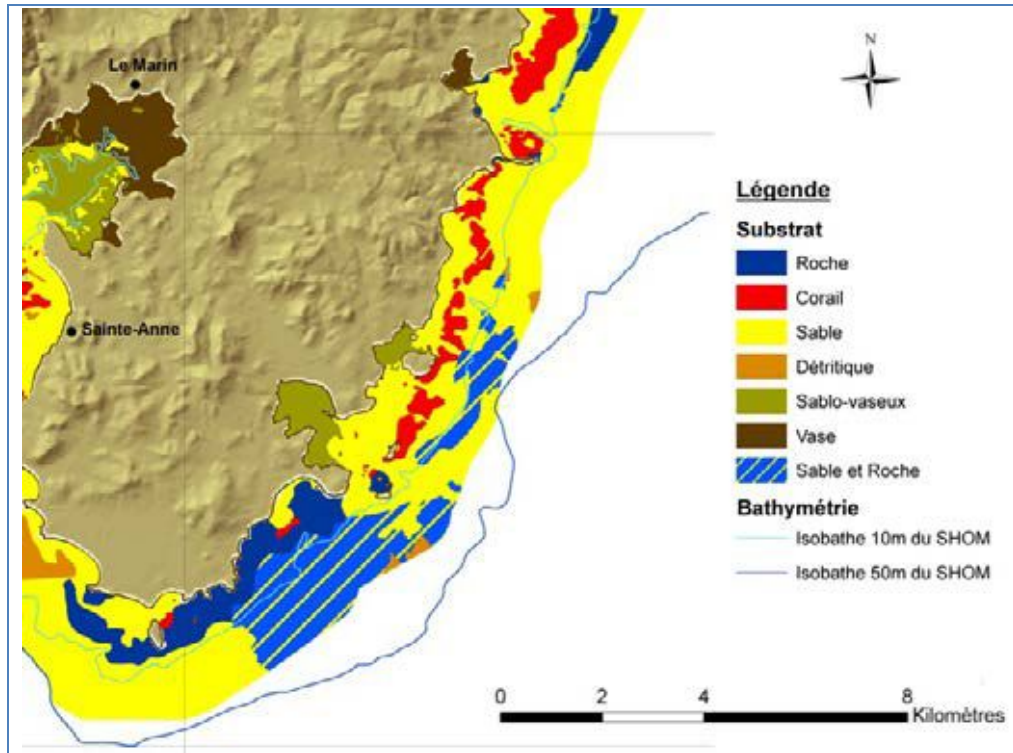 Le Marin
Sainte-Anne
N
Légende
Substrat
Roche
Corail
Sable
Détritique
Sablo-vaseux
Vase
Sable et Roche
Bathymétrie
Isobathe 10m du SHOM
Isobathe 50m du SHOM
0 2 4 8
Kilomètres